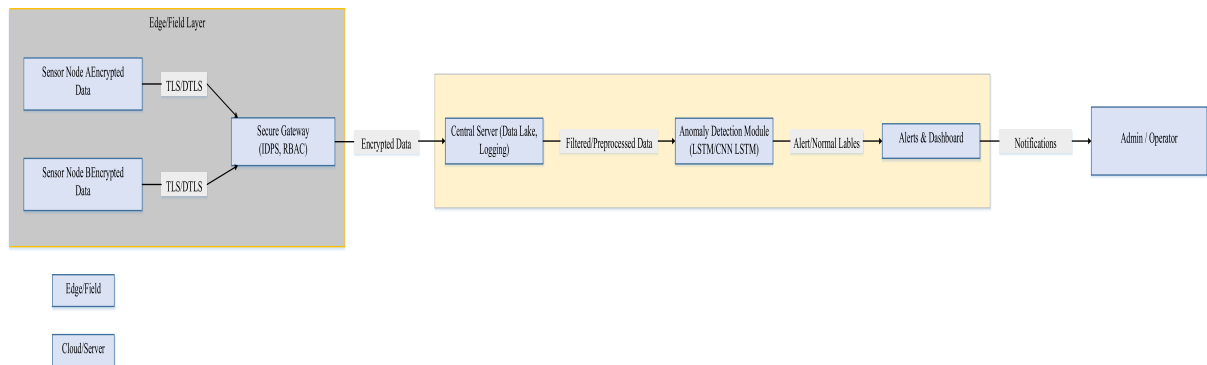 Edge/Field Layer
Sensor Node AEncrypted
Data
TLS/DTLS
Secure Gateway
(IDPS, RBAC)
Sensor Node BEncrypted
Data
TLS/DTLS
Encrypted Data
Central Server (Data Lake,
Logging)
Filtered/Preprocessed Data
Anomaly Detection Module
(LSTM/CNN LSTM)
Alert/Normal Lables
Alerts & Dashboard
Notifications
Admin / Operator
Edge/Field
Cloud/Server